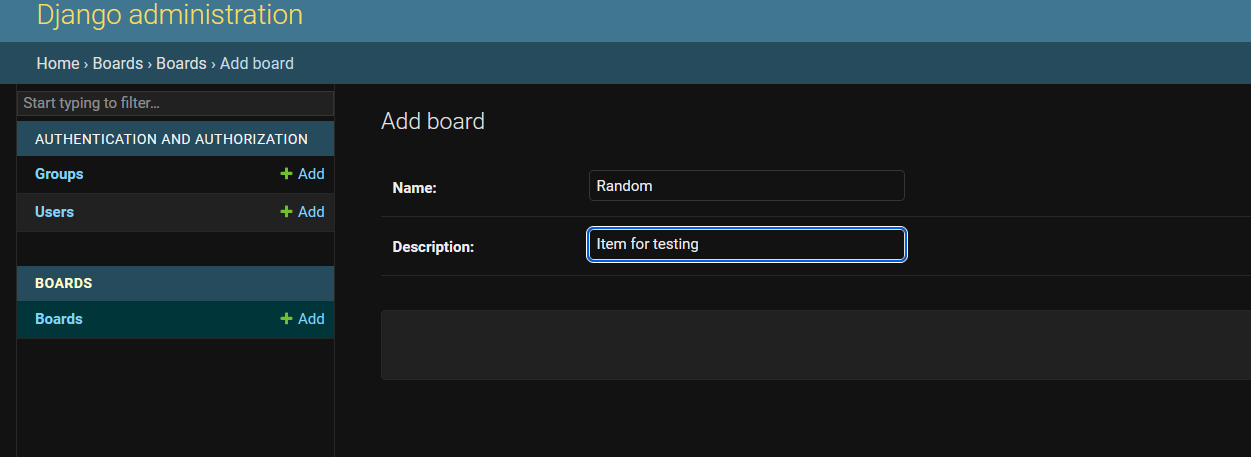 Django administration
Home › Boards › Boards › Add board
Start typing to filter…
AUTHENTICATION AND AUTHORIZATION
Groups + Add
Users + Add
BOARDS
Boards + Add
Add board
Name: Random
Description: Item for testing